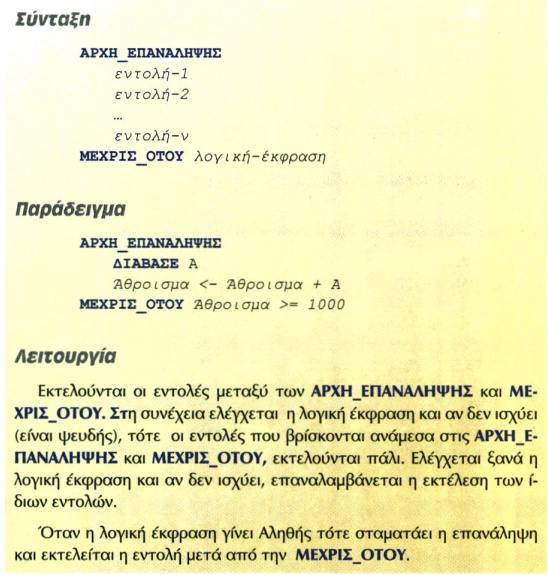 Σύνταξη
ΑΡΧΗ_ΕΠΑΝΑΛΗΨΗΣ
εντολή-1
εντολή-2
…
εντολή-ν
ΜΕΧΡΙΣ_ΟΤΟΥ λογική-έκφραση
Παράδειγμα
ΑΡΧΗ_ΕΠΑΝΑΛΗΨΗΣ
ΔΙΑΒΑΣΕ Α
Άθροισμα <- Άθροισμα + Α
ΜΕΧΡΙΣ_ΟΤΟΥ Άθροισμα >= 1000
Λειτουργία
Εκτελούνται οι εντολές μεταξύ των ΑΡΧΗ_ΕΠΑΝΑΛΗΨΗΣ και ΜΕ-
ΧΡΙΣ_ΟΤΟΥ. Στη συνέχεια ελέγχεται η λογική έκφραση και αν δεν ισχύει
(είναι ψευδής), τότε οι εντολές που βρίσκονται ανάμεσα στις ΑΡΧΗ_Ε-
ΠΑΝΑΛΗΨΗΣ και ΜΕΧΡΙΣ_ΟΤΟΥ, εκτελούνται πάλι. Ελέγχεται ξανά η
λογική έκφραση και αν δεν ισχύει, επαναλαμβάνεται η εκτέλεση των ί-
διων εντολών.
Όταν η λογική έκφραση γίνει Αληθής τότε σταματάει η επανάληψη
και εκτελείται η εντολή μετά από την ΜΕΧΡΙΣ_ΟΤΟΥ.